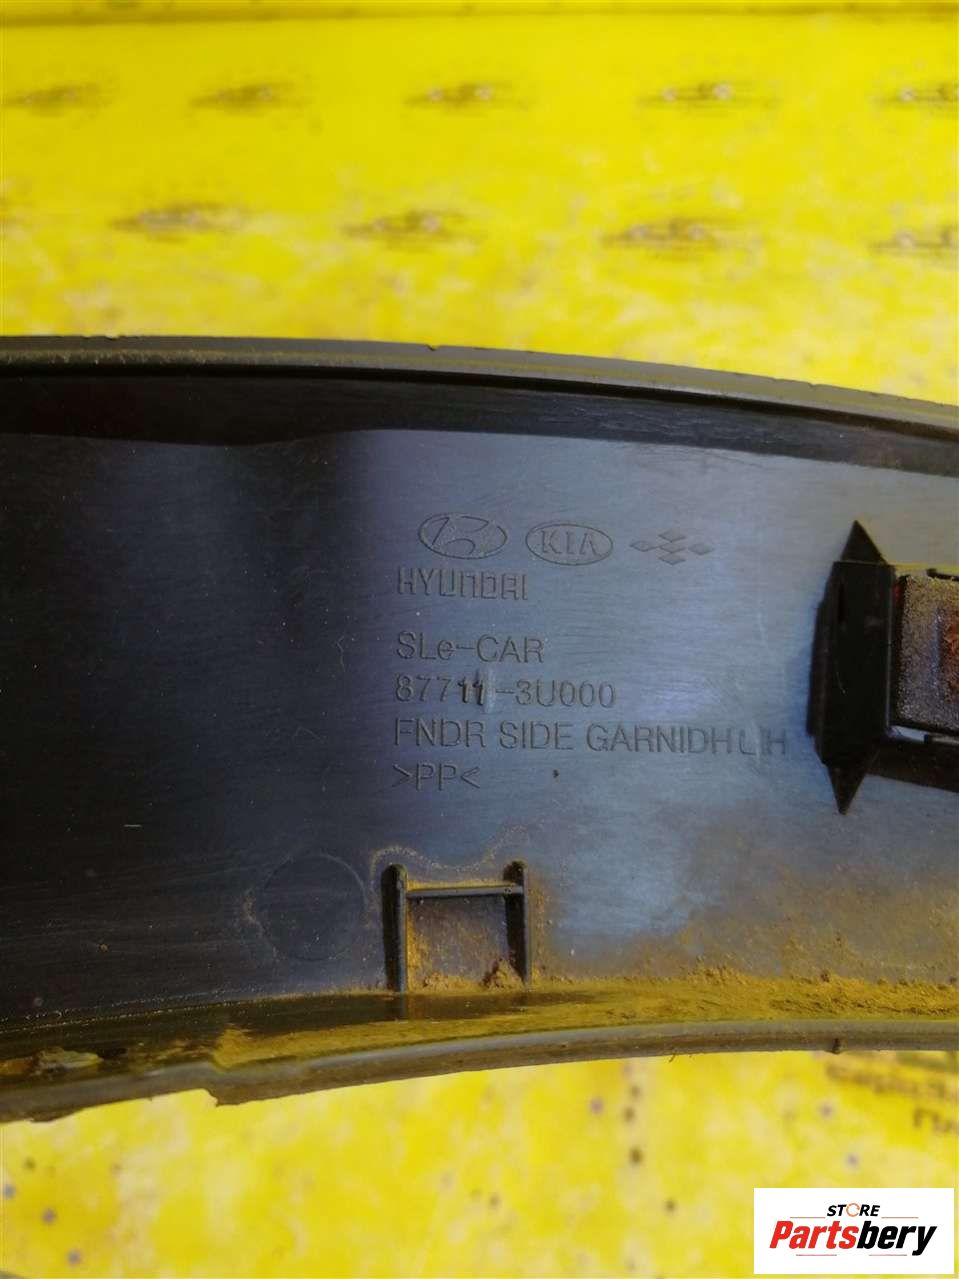 KIA
HYUNDAI
SLe-CAR
87711-3U000
FNDR SIDE GARNIDH LH
>PP<
STORE
Partsbery